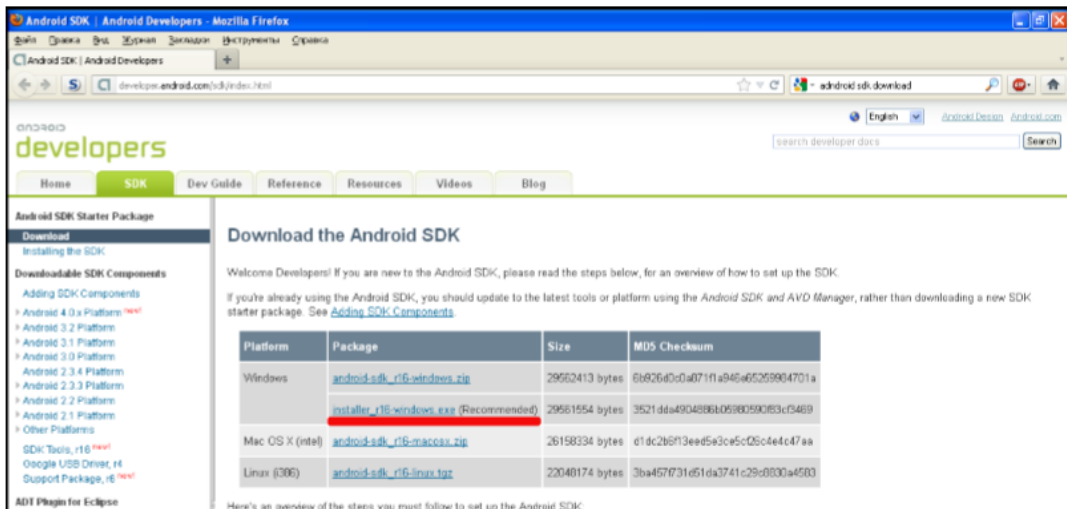 Android SDK | Android Developers - Mozilla Firefox
Файл Правка Вид Журнал Закладки Инструменты Справка
Android SDK | Android Developers
developer.android.com/sdk/index.html
adndroid sdk download
English Android Design Android.com
android
developers
search developer docs Search
Home SDK Dev Guide Reference Resources Videos Blog
Android SDK Starter Package
Download
Installing the SDK
Downloadable SDK Components
Adding SDK Components
Android 4.0.x Platform new!
Android 3.2 Platform
Android 3.1 Platform
Android 3.0 Platform
Android 2.3.4 Platform
Android 2.3.3 Platform
Android 2.2 Platform
Android 2.1 Platform
Other Platforms
SDK Tools, r16 new!
Google USB Driver, r4
Support Package, r6 new!
ADT Plugin for Eclipse
Download the Android SDK
Welcome Developers! If you are new to the Android SDK, please read the steps below, for an overview of how to set up the SDK.
If you're already using the Android SDK, you should update to the latest tools or platform using the Android SDK and AVD Manager, rather than downloading a new SDK
starter package. See Adding SDK Components.
Platform Package Size MD5 Checksum
Windows android-sdk_r16-windows.zip 29562413 bytes 6b926d0c0a871f1a946e65259984701a
installer_r16-windows.exe (Recommended) 29561554 bytes 3521dda4904886b05980590f83cf3469
Mac OS X (intel) android-sdk_r16-macosx.zip 26158334 bytes d1dc2b6f13eed5e3ce5cf26c4e4c47aa
Linux (i386) android-sdk_r16-linux.tgz 22048174 bytes 3ba457f731d51da3741c29c8830a4583
Here's an overview of the steps you must follow to set up the Android SDK: